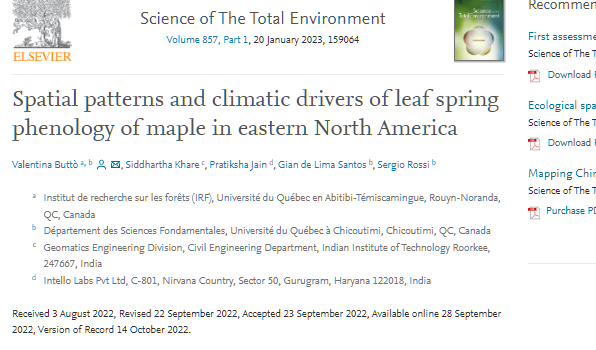 ELSEVIER
Science of The Total Environment
Volume 857, Part 1, 20 January 2023, 159064
Science of the
Total Environment
Spatial patterns and climatic drivers of leaf spring
phenology of maple in eastern North America
Valentina Buttò a, b, Siddhartha Khare c, Pratiksha Jain d, Gian de Lima Santos b, Sergio Rossi b
a Institut de recherche sur les forêts (IRF), Université du Québec en Abitibi-Témiscamingue, Rouyn-Noranda,
QC, Canada
b Département des Sciences Fondamentales, Université du Québec à Chicoutimi, Chicoutimi, QC, Canada
c Geomatics Engineering Division, Civil Engineering Department, Indian Institute of Technology Roorkee,
247667, India
d Intello Labs Pvt Ltd, C-801, Nirvana Country, Sector 50, Gurugram, Haryana 122018, India
Received 3 August 2022, Revised 22 September 2022, Accepted 23 September 2022, Available online 28 September
2022, Version of Record 14 October 2022.
Recommen
First assessme
Science of The T
Download F
Ecological spa
Science of The T
Download F
Mapping Chi
Science of The T
Purchase PD